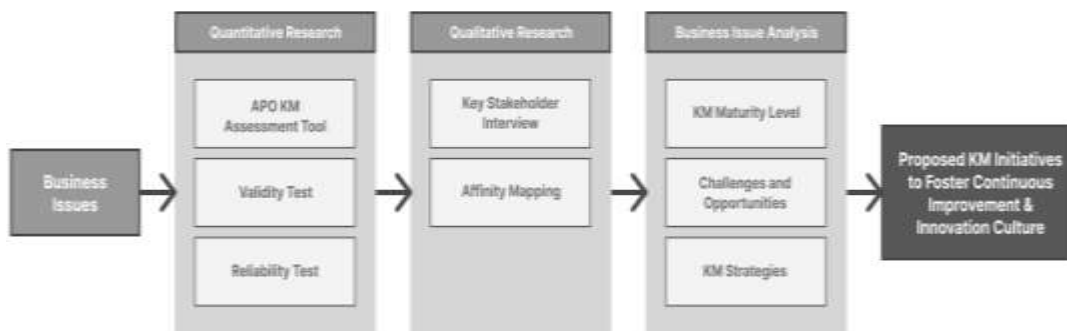 Business
Issues
Quantitative Research
APO KM
Assessment Tool
Validity Test
Reliability Test
Qualitative Research
Key Stakeholder
Interview
Affinity Mapping
Business Issue Analysis
KM Maturity Level
Challenges and
Opportunities
KM Strategies
Proposed KM Initiatives
to Foster Continuous
Improvement &
Innovation Culture